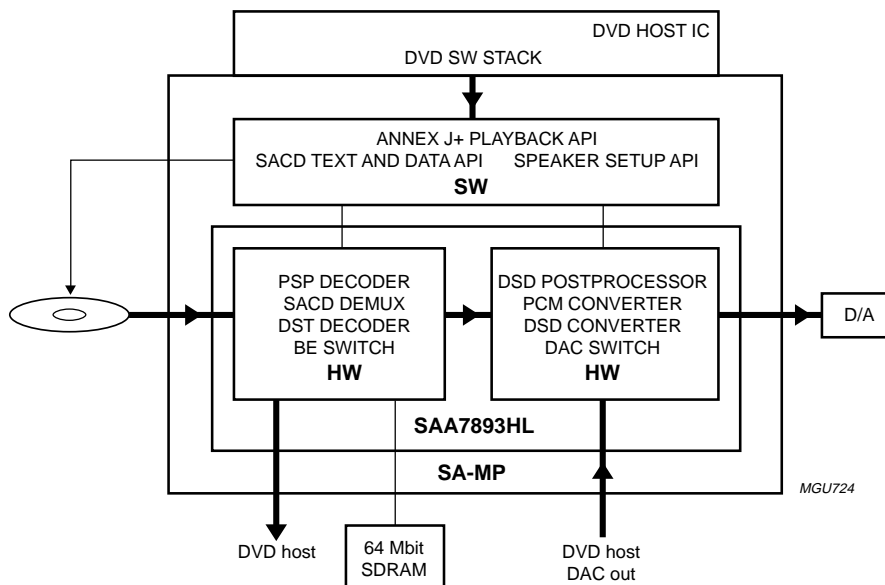 DVD HOST IC
DVD SW STACK
ANNEX J+ PLAYBACK API
SACD TEXT AND DATA API SPEAKER SETUP API
SW
PSP DECODER
SACD DEMUX
DST DECODER
BE SWITCH
HW
DSD POSTPROCESSOR
PCM CONVERTER
DSD CONVERTER
DAC SWITCH
HW
D/A
SAA7893HL
SA-MP
MGU724
DVD host
64 Mbit
SDRAM
DVD host
DAC out